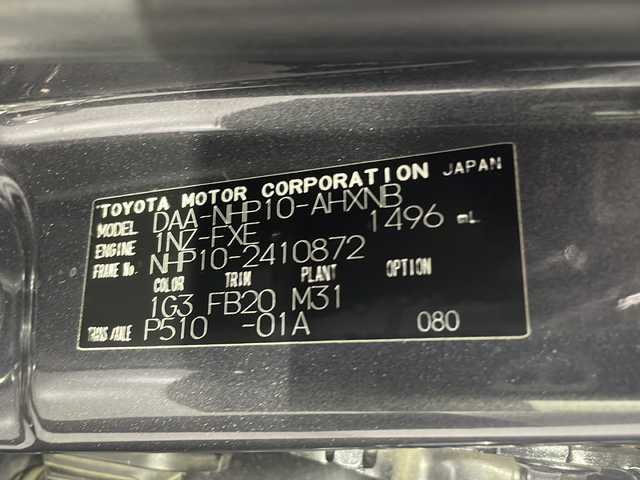 TOYOTA MOTOR CORPORATION JAPAN
MODEL DAA-NHP10-AHXNB
ENGINE 1NZ-FXE 1496 mL
FRAME No. NHP10-2410872
COLOR TRIM PLANT OPTION
1G3 FB20 M31
TRANS/AXLE P510 -01A 080